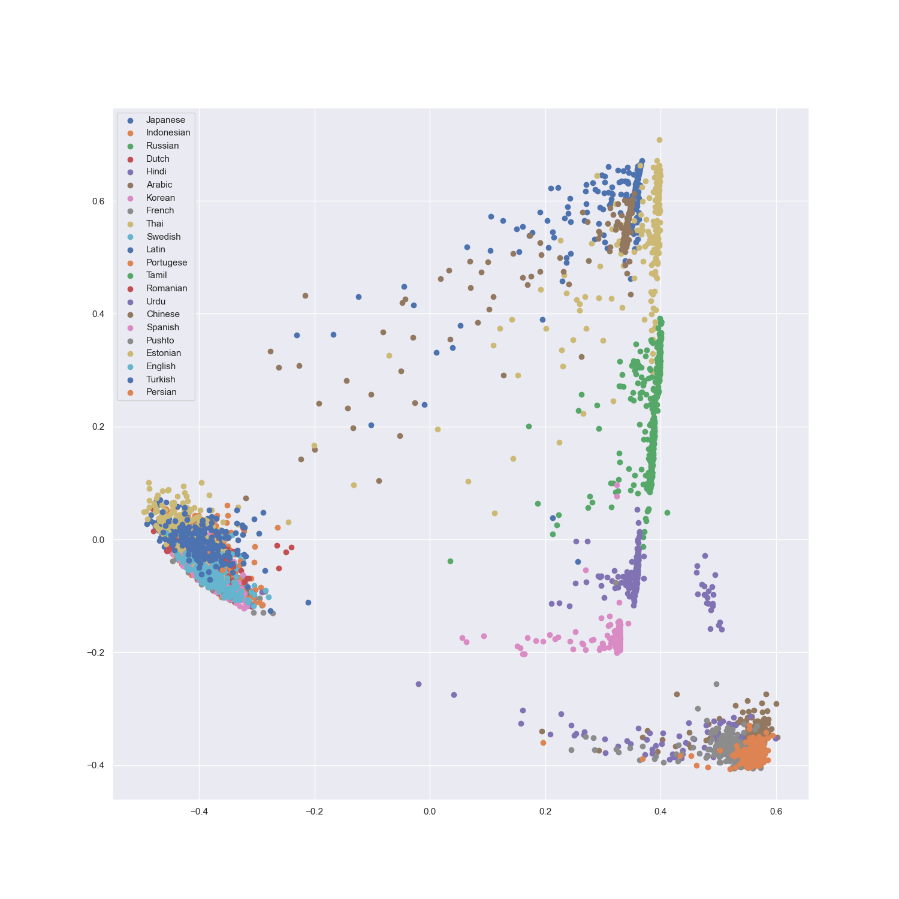 Japanese
Indonesian
Russian
Dutch
Hindi
Arabic
Korean
French
Thai
Swedish
Latin
Portugese
Tamil
Romanian
Urdu
Chinese
Spanish
Pushto
Estonian
English
Turkish
Persian
0.6
0.4
0.2
0.0
−0.2
−0.4
−0.4 −0.2 0.0 0.2 0.4 0.6